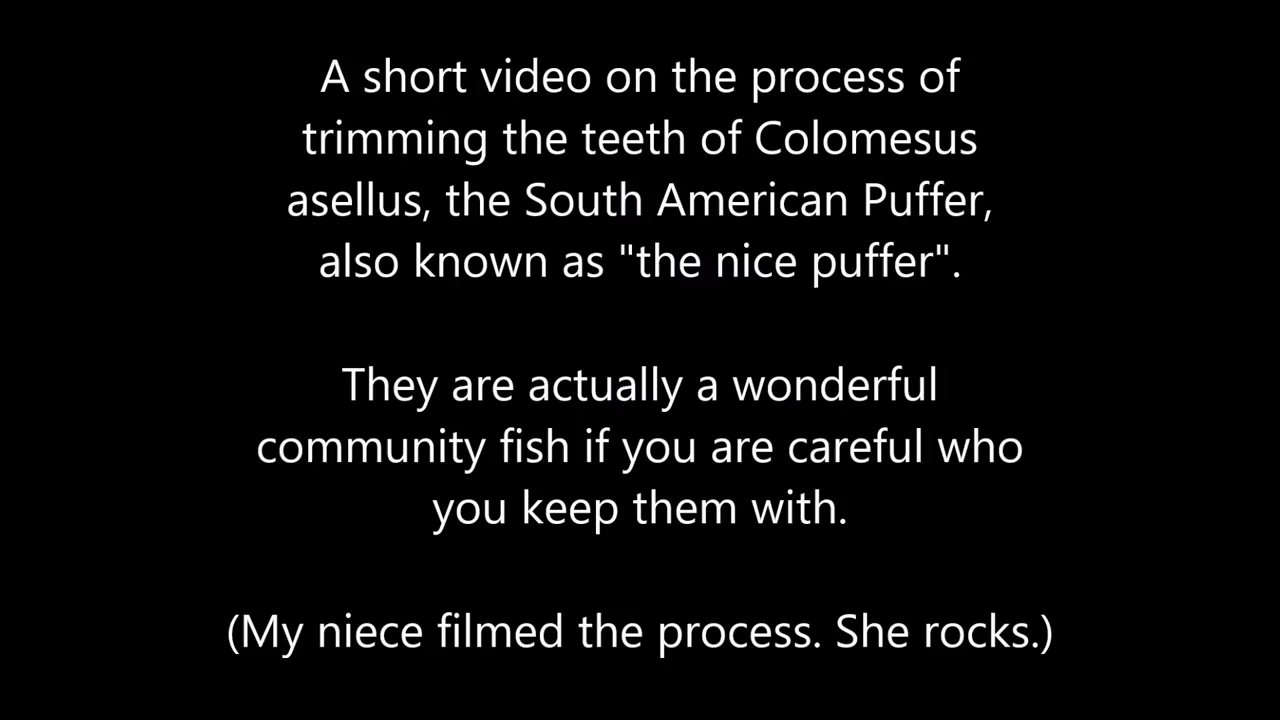 A short video on the process of
trimming the teeth of Colomesus
asellus, the South American Puffer,
also known as "the nice puffer".
They are actually a wonderful
community fish if you are careful who
you keep them with.
(My niece filmed the process. She rocks.)